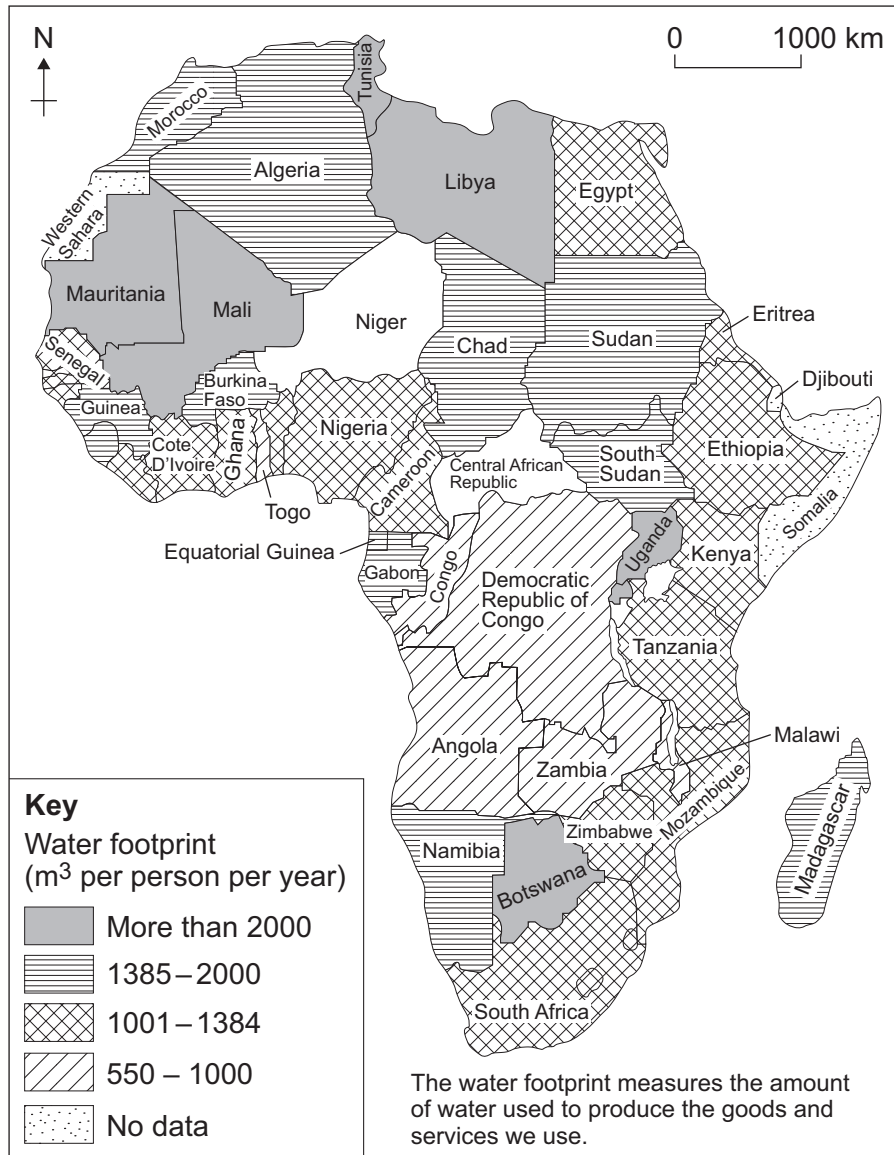 N
0 1000 km
Tunisia
Morocco
Algeria
Libya
Egypt
Western
Sahara
Mauritania
Mali
Niger
Chad
Sudan
Eritrea
Senegal
Burkina
Faso
Djibouti
Guinea
Cote
D'Ivoire
Ghana
Nigeria
Cameroon
Central African
Republic
South
Sudan
Ethiopia
Somalia
Togo
Equatorial Guinea
Gabon
Congo
Democratic
Republic of
Congo
Uganda
Kenya
Tanzania
Angola
Zambia
Malawi
Mozambique
Zimbabwe
Namibia
Botswana
Madagascar
South Africa
Key
Water footprint
(m³ per person per year)
More than 2000
1385 – 2000
1001 – 1384
550 – 1000
No data
The water footprint measures the amount
of water used to produce the goods and
services we use.